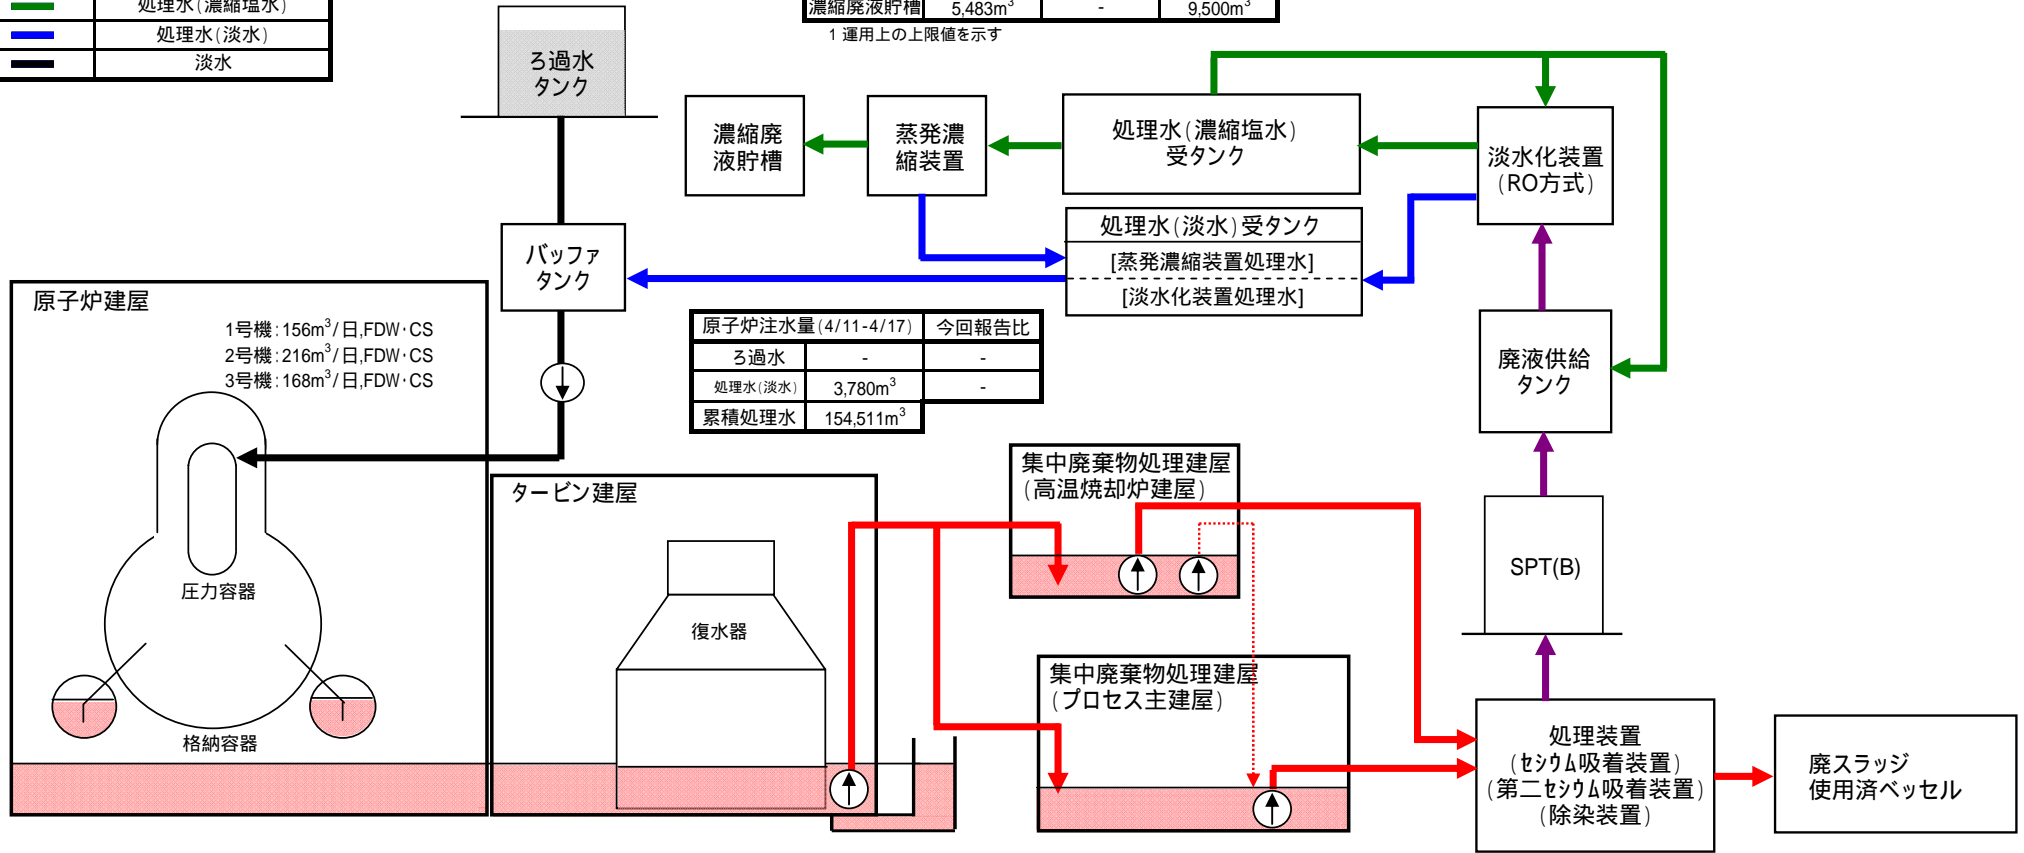 処理水(濃縮塩水)
処理水(淡水)
淡水
濃縮廃液貯槽 5,483m³ - 9,500m³
1 運用上の上限値を示す
ろ過水
タンク
濃縮廃
液貯槽
蒸発濃
縮装置
処理水(濃縮塩水)
受タンク
淡水化装置
(RO方式)
処理水(淡水)受タンク
[蒸発濃縮装置処理水]
[淡水化装置処理水]
バッファ
タンク
原子炉建屋
1号機:156m³/日,FDW・CS
2号機:216m³/日,FDW・CS
3号機:168m³/日,FDW・CS
原子炉注水量(4/11-4/17) 今回報告比
ろ過水 - -
処理水(淡水) 3,780m³ -
累積処理水 154,511m³
廃液供給
タンク
圧力容器
格納容器
タービン建屋
復水器
集中廃棄物処理建屋
(高温焼却炉建屋)
SPT(B)
集中廃棄物処理建屋
(プロセス主建屋)
処理装置
(セシウム吸着装置)
(第二セシウム吸着装置)
(除染装置)
廃スラッジ
使用済ベッセル